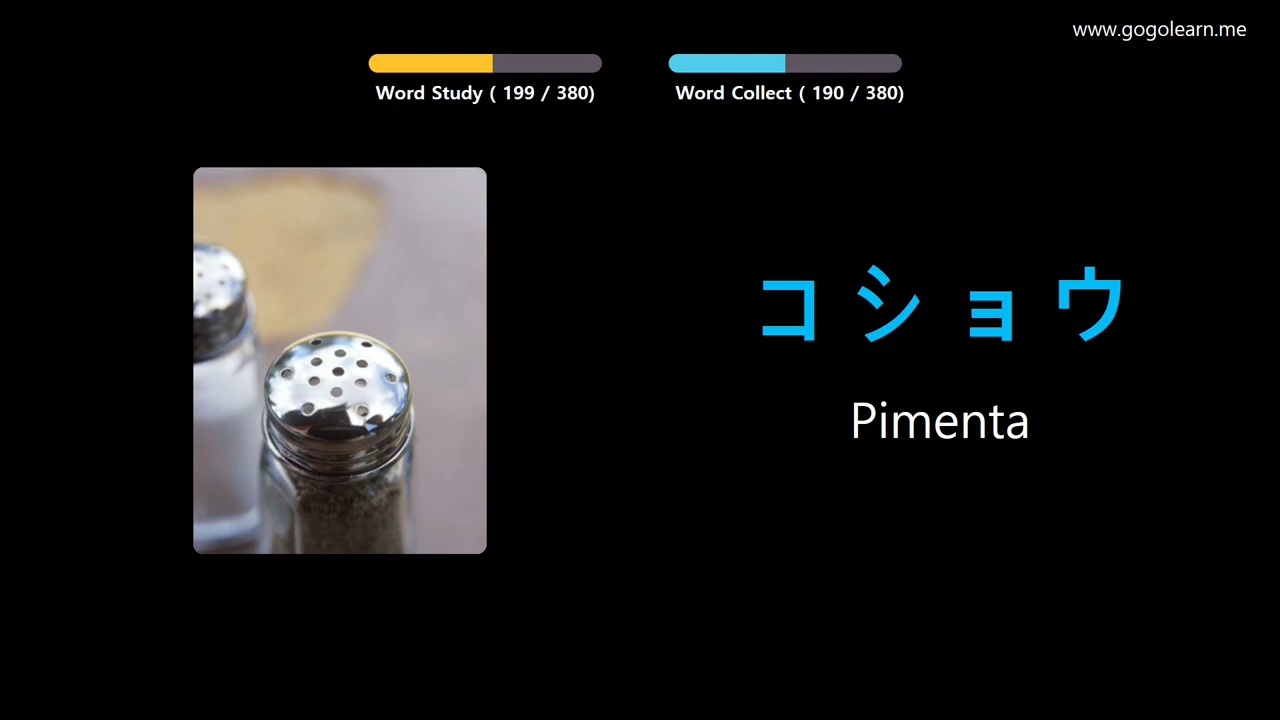 www.gogolearn.me
Word Study ( 199 / 380)
Word Collect ( 190 / 380)
コショウ
Pimenta